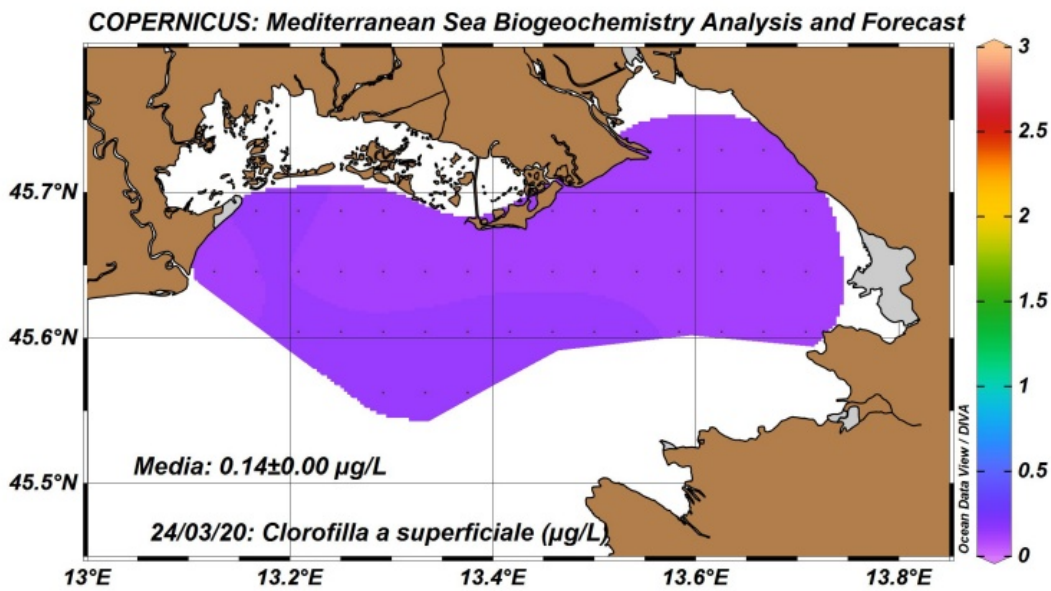 COPERNICUS: Mediterranean Sea Biogeochemistry Analysis and Forecast
3
2.5
2
1.5
1
0.5
0
45.7°N
45.6°N
45.5°N
Media: 0.14±0.00 µg/L
24/03/20: Clorofilla a superficiale (µg/L)
Ocean Data View / DIVA
13°E
13.2°E
13.4°E
13.6°E
13.8°E